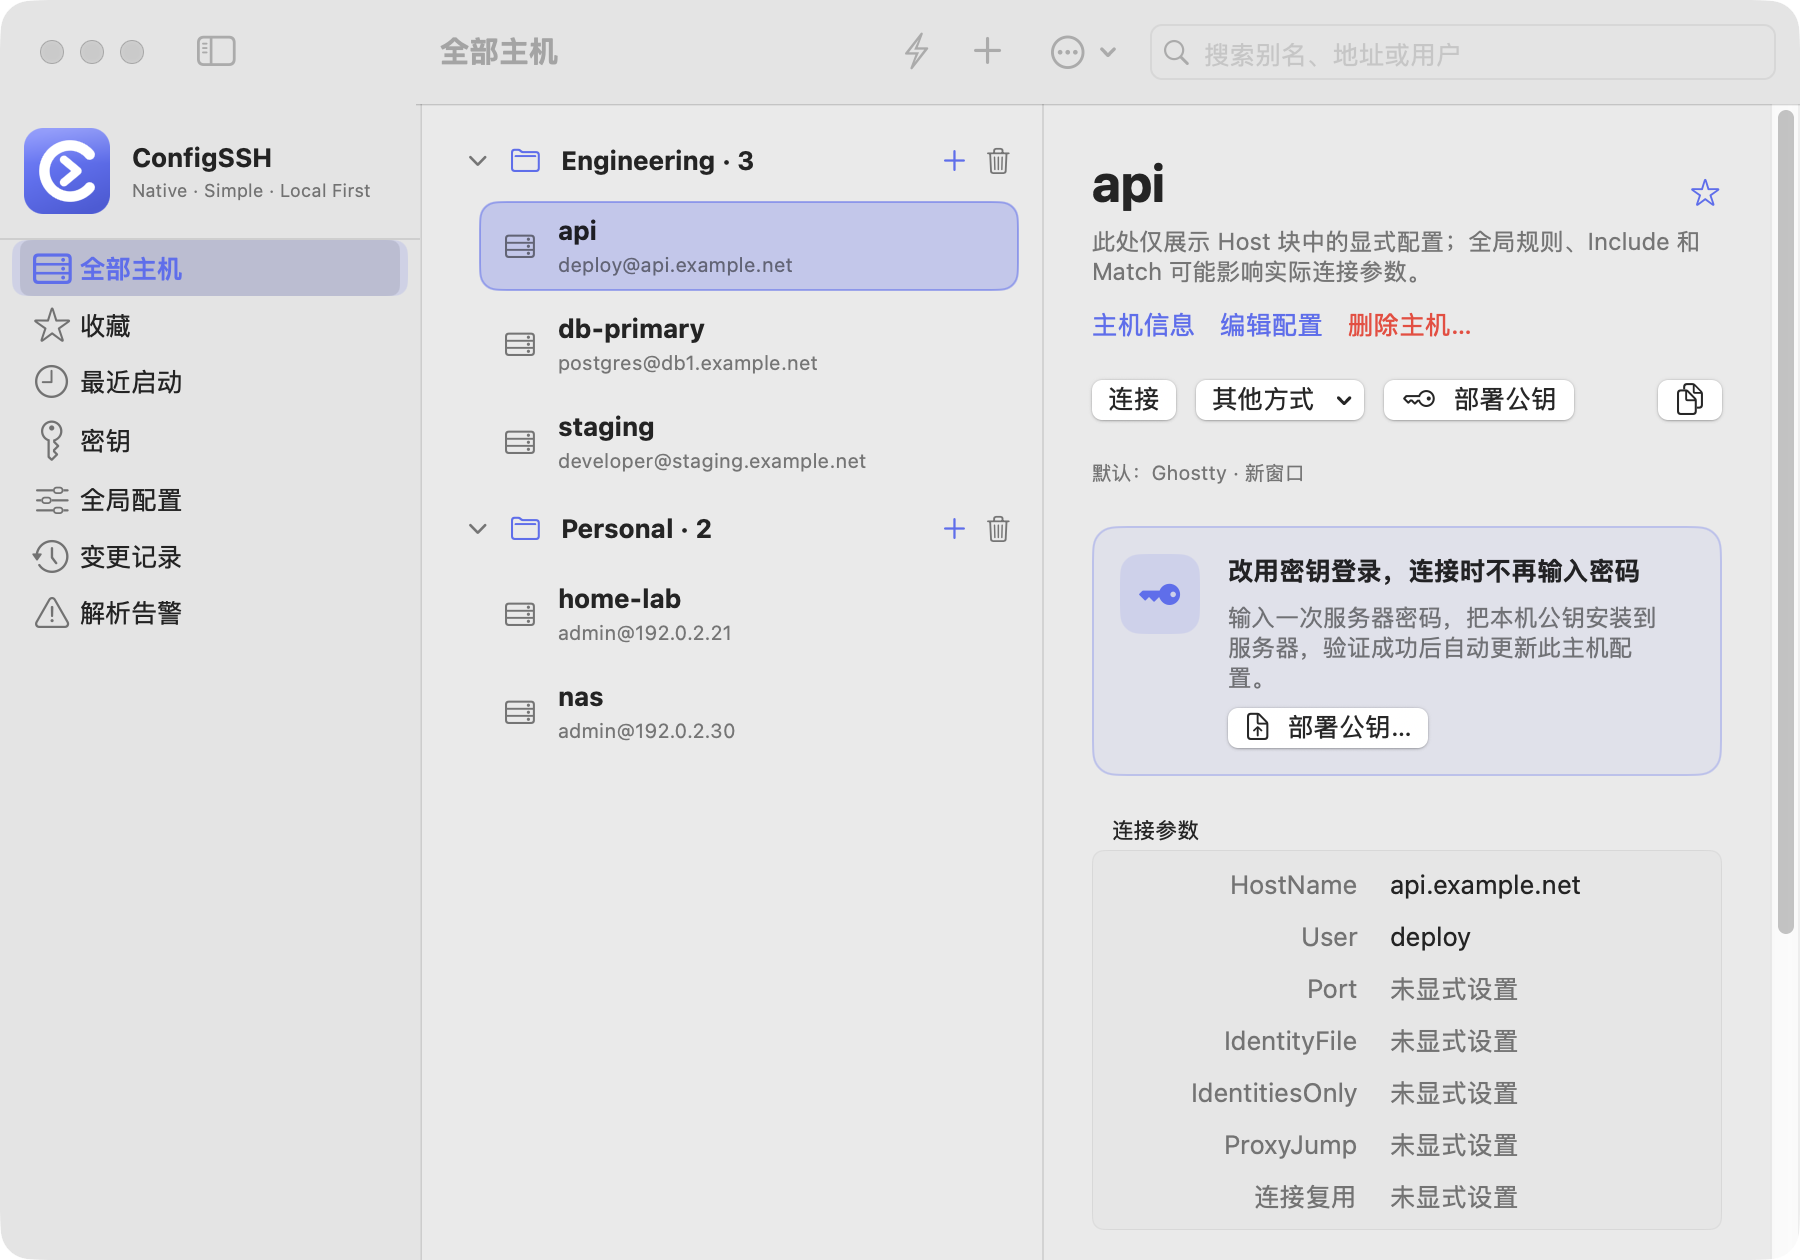 全部主机
搜索别名、地址或用户
ConfigSSH
Native · Simple · Local First
全部主机
收藏
最近启动
密钥
全局配置
变更记录
解析告警
Engineering · 3
api
deploy@api.example.net
db-primary
postgres@db1.example.net
staging
developer@staging.example.net
Personal · 2
home-lab
admin@192.0.2.21
nas
admin@192.0.2.30
api
此处仅展示 Host 块中的显式配置；全局规则、Include 和
Match 可能影响实际连接参数。
主机信息 编辑配置 删除主机...
连接 其他方式 部署公钥
默认：Ghostty · 新窗口
改用密钥登录，连接时不再输入密码
输入一次服务器密码，把本机公钥安装到
服务器，验证成功后自动更新此主机配
置。
部署公钥...
连接参数
HostName api.example.net
User deploy
Port 未显式设置
IdentityFile 未显式设置
IdentitiesOnly 未显式设置
ProxyJump 未显式设置
连接复用 未显式设置